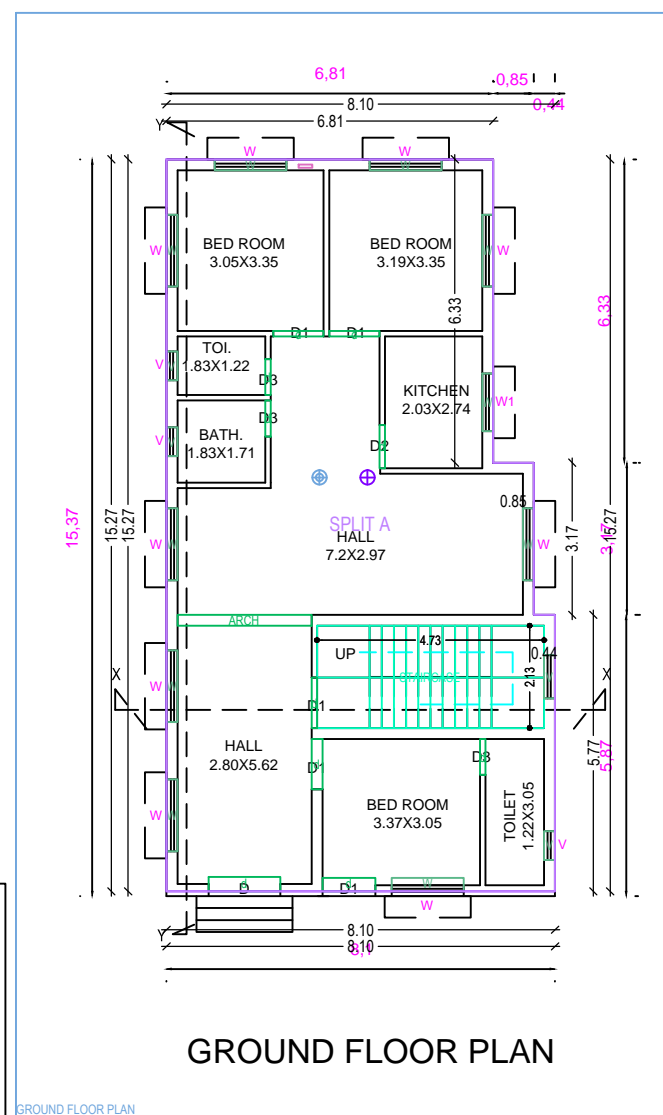 6,81
0,85
8.10
0,44
6.81
Y
W
W
W
W
BED ROOM
3.05X3.35
BED ROOM
3.19X3.35
W
W
W
W
15,37
15.27
15.27
6.33
6,33
15.27
D1
D1
TOI.
1.83X1.22
V
D3
KITCHEN
2.03X2.74
W1
W
D3
BATH.
1.83X1.71
V
D2
0.85
SPLIT A
HALL
7.2X2.97
W
W
W
W
3.17
3,17
ARCH
4.73
UP
STAIRCASE
0.44
2.13
X
X
W
W
D1
HALL
2.80X5.62
D1
D3
5.77
5,87
BED ROOM
3.37X3.05
TOILET
1.22X3.05
W
W
V
D
D1
d
W
W
Y
8.10
8.10
8,1
GROUND FLOOR PLAN
GROUND FLOOR PLAN